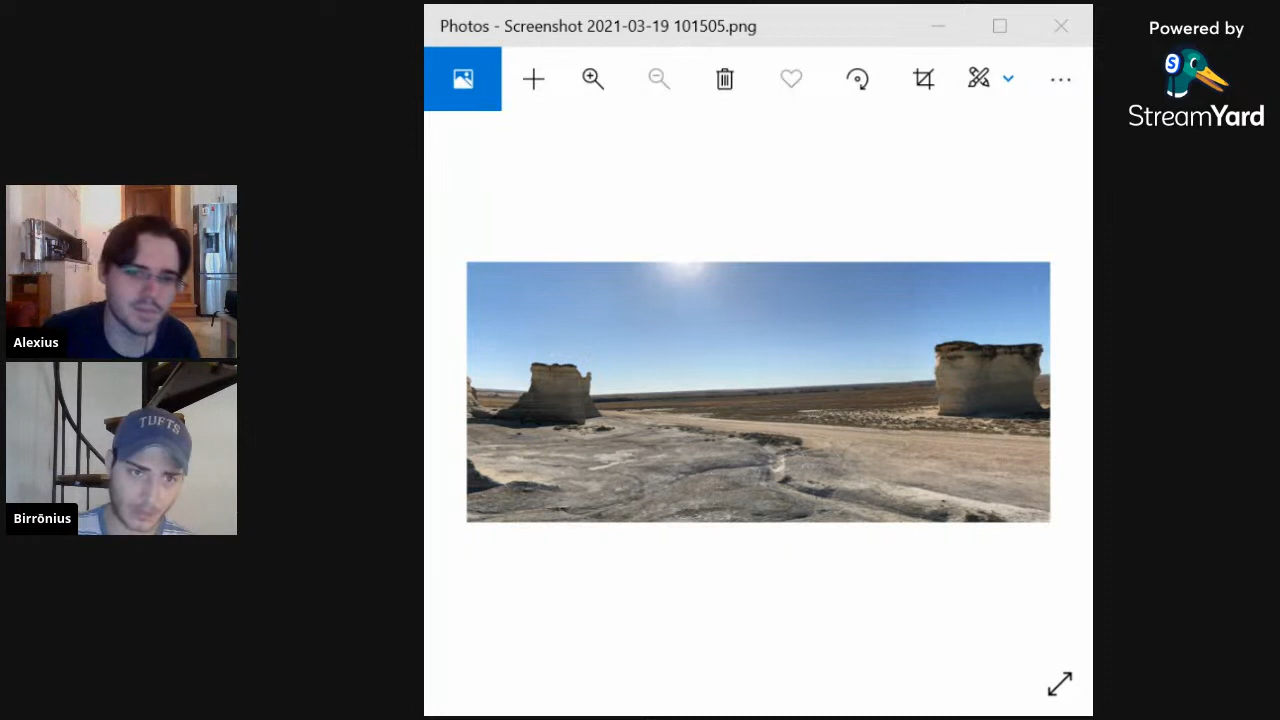 Photos - Screenshot 2021-03-19 101505.png
Powered by
S
StreamYard
Alexius
TUFTS
Birrōnius